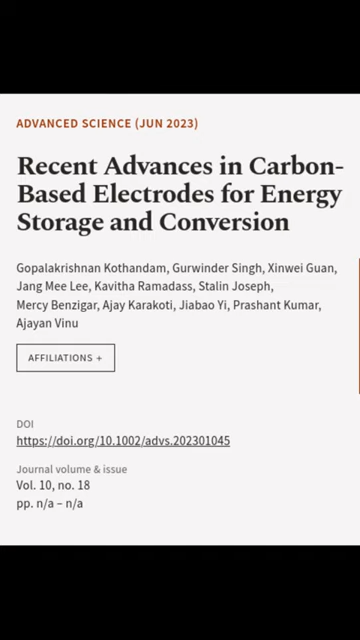 ADVANCED SCIENCE (JUN 2023)
Recent Advances in Carbon-
Based Electrodes for Energy
Storage and Conversion
Gopalakrishnan Kothandam, Gurwinder Singh, Xinwei Guan,
Jang Mee Lee, Kavitha Ramadass, Stalin Joseph,
Mercy Benzigar, Ajay Karakoti, Jiabao Yi, Prashant Kumar,
Ajayan Vinu
AFFILIATIONS +
DOI
https://doi.org/10.1002/advs.202301045
Journal volume & issue
Vol. 10, no. 18
pp. n/a – n/a